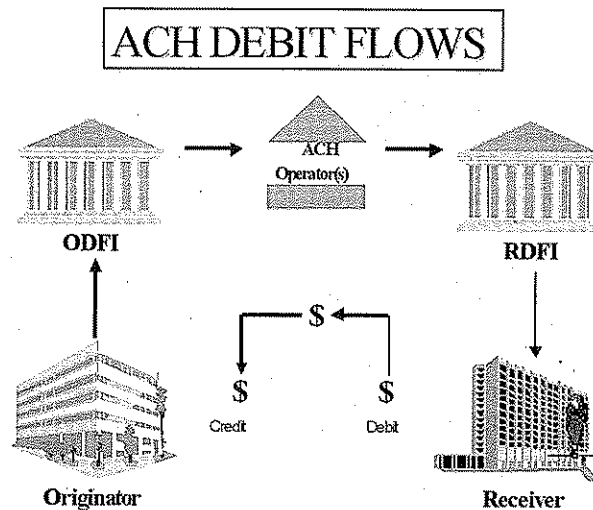 ACH DEBIT FLOWS
ACH
Operator(s)
ODFI
RDFI
$
$
$
Credit
Debit
Originator
Receiver